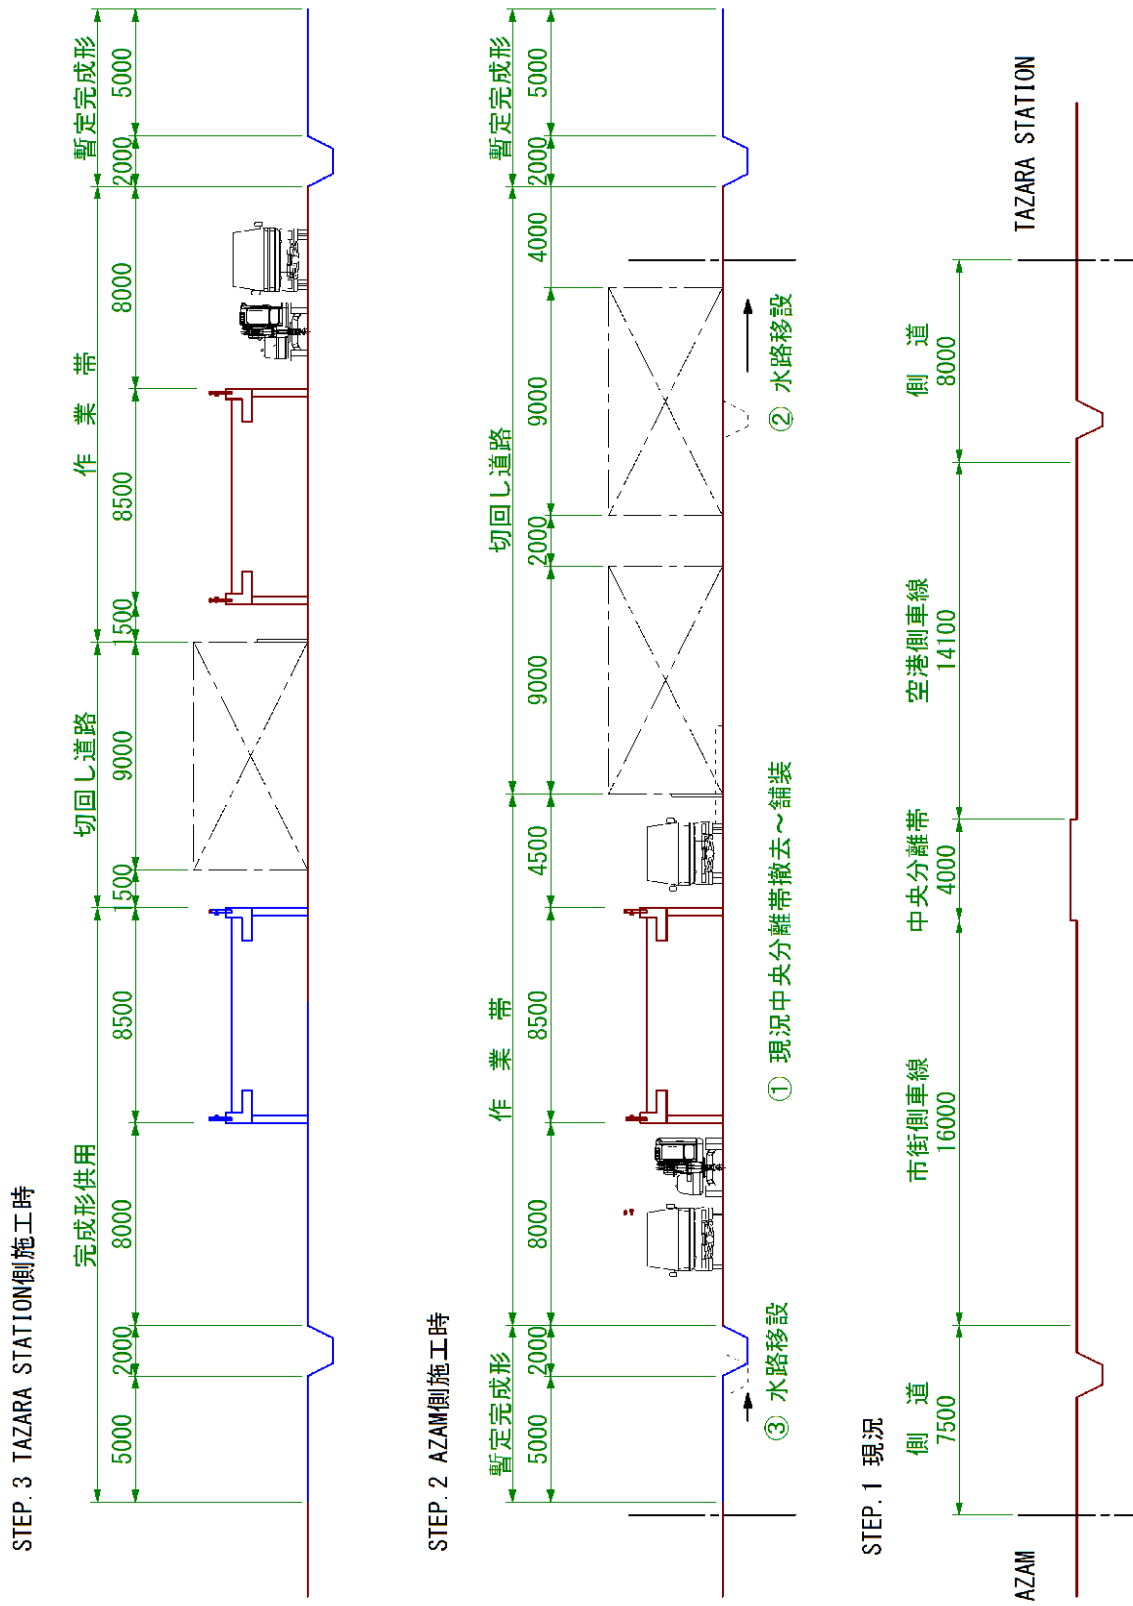 STEP.3 TAZARA STATION側施工時
完成形供用
切回し道路
作 業 帯
暫定完成形
5000
2000
8000
8500
1500
9000
1500
8500
8000
2000
5000
STEP.2 AZAM側施工時
暫定完成形
作 業 帯
切回し道路
暫定完成形
5000
2000
8000
8500
4500
9000
2000
9000
4000
2000
5000
③ 水路移設
① 現況中央分離帯撤去～舗装
② 水路移設
STEP.1 現況
側 道
7500
市街側車線
16000
中央分離帯
4000
空港側車線
14100
側 道
8000
AZAM
TAZARA STATION